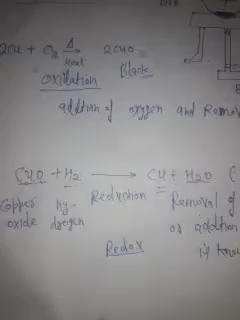 2Cu + O2 Δ Heat 2CuO
Oxidation Black
addition of oxygen and Remov
CuO + H2 Reduction Cu + H2O (
Copper oxide hy-drogen Removal of
or addition
Redox